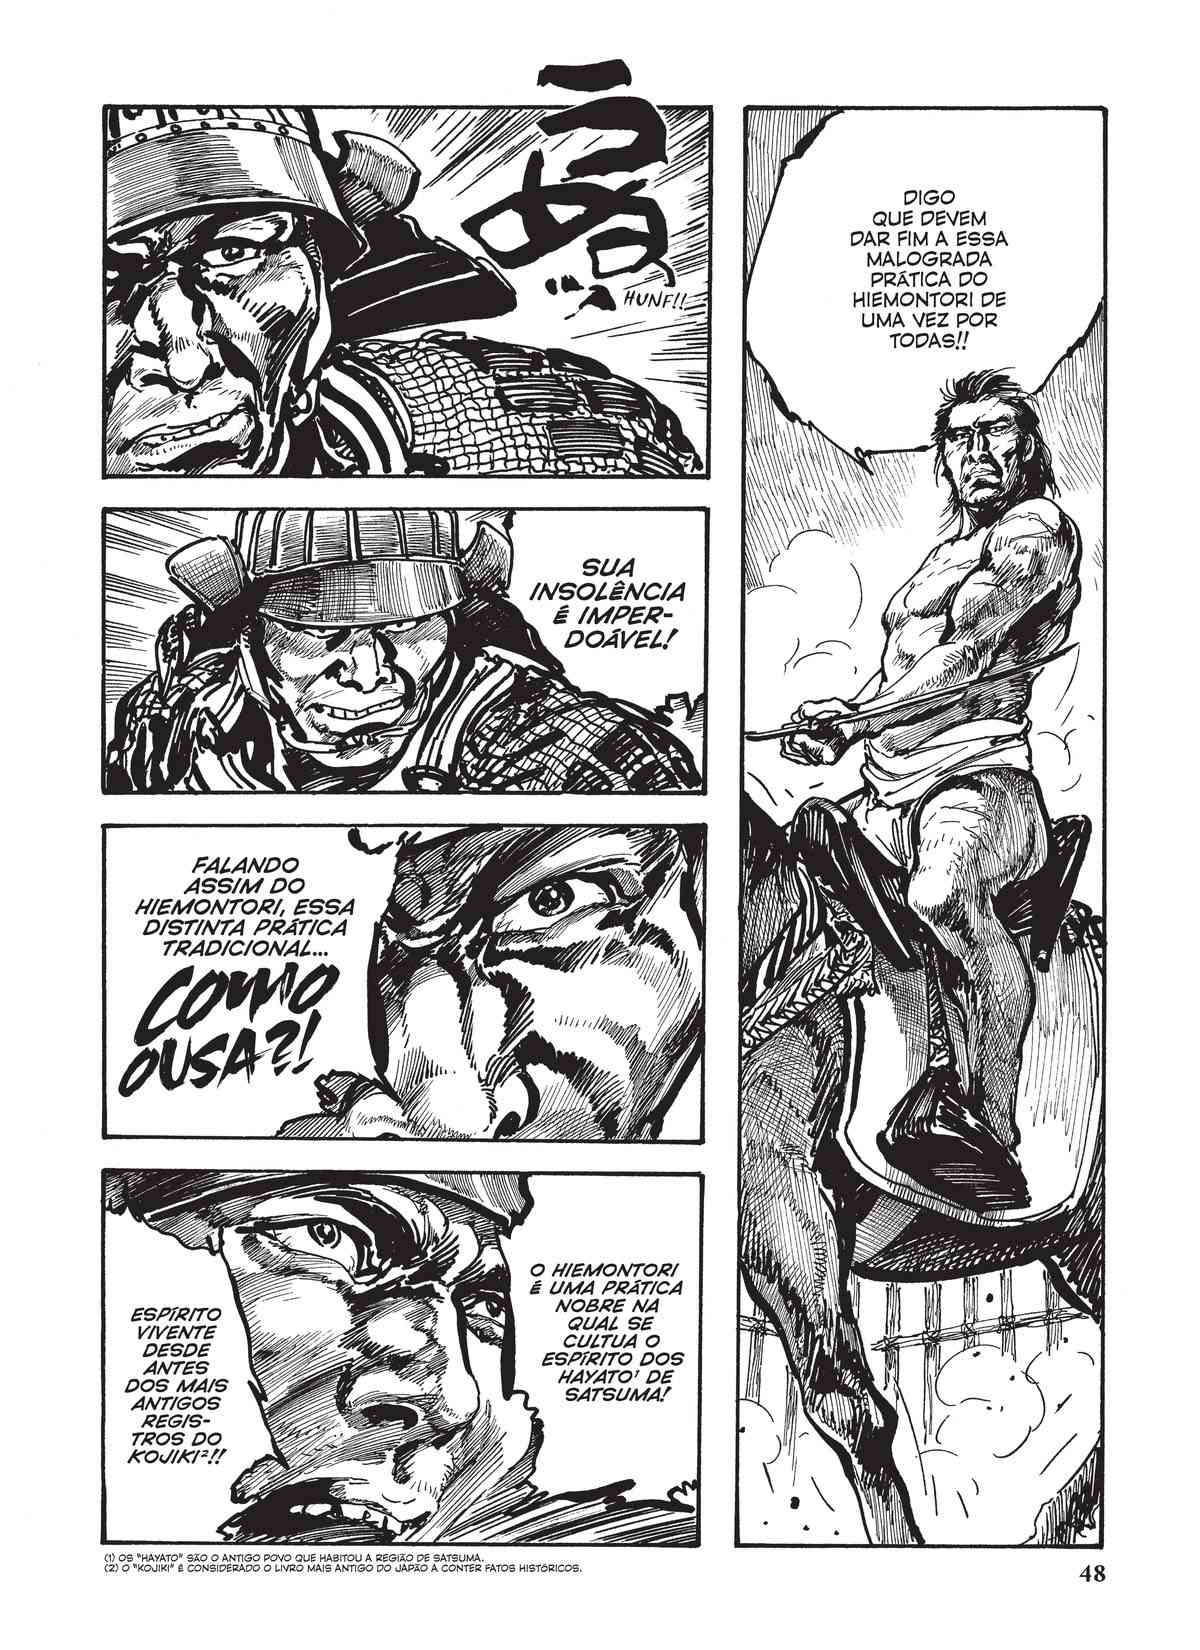 DIGO
QUE DEVEM
DAR FIM A ESSA
MALOGRADA
PRÁTICA DO
HIEMONTORI DE
UMA VEZ POR
TODAS!!
HUNF!!
SUA
INSOLÊNCIA
É IMPER-
DOÁVEL!
FALANDO
ASSIM DO
HIEMONTORI, ESSA
DISTINTA PRÁTICA
TRADICIONAL...
COMO
OUSA?!
O HIEMONTORI
É UMA PRÁTICA
NOBRE NA
QUAL SE
CULTUA O
ESPÍRITO DOS
HAYATO¹ DE
SATSUMA!
ESPÍRITO
VIVENTE
DESDE
ANTES
DOS MAIS
ANTIGOS
REGIS-
TROS DO
KOJIKI²!!
(1) OS "HAYATO" SÃO O ANTIGO POVO QUE HABITOU A REGIÃO DE SATSUMA.
(2) O "KOJIKI" É CONSIDERADO O LIVRO MAIS ANTIGO DO JAPÃO A CONTER FATOS HISTÓRICOS.
48